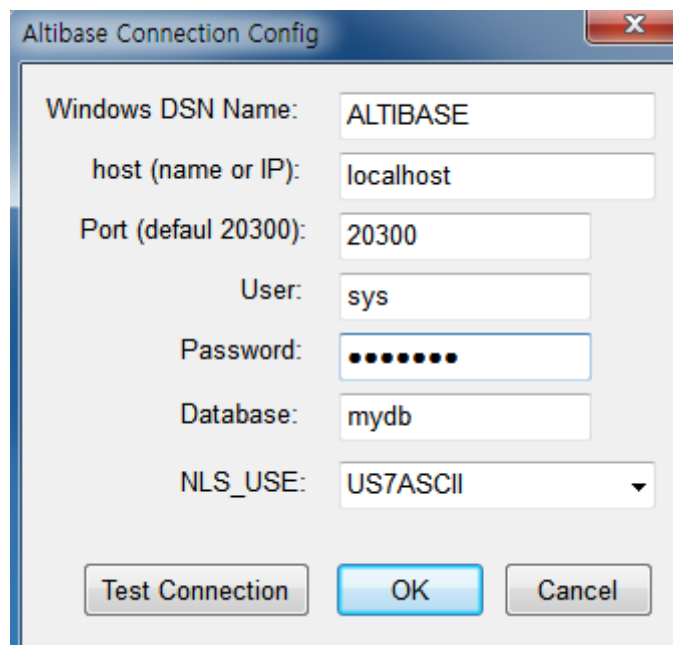 Altibase Connection Config
Windows DSN Name: ALTIBASE
host (name or IP): localhost
Port (defaul 20300): 20300
User: sys
Password: •••••••
Database: mydb
NLS_USE: US7ASCII
Test Connection OK Cancel